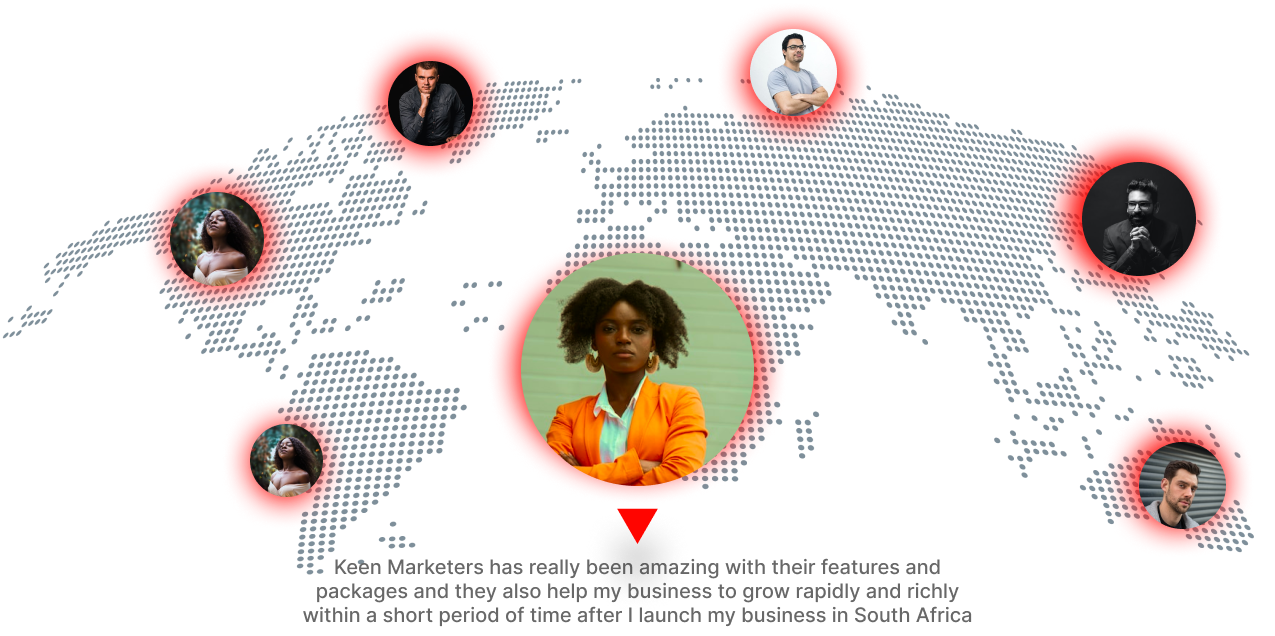 Keen Marketers has really been amazing with their features and
packages and they also help my business to grow rapidly and richly
within a short period of time after I launch my business in South Africa